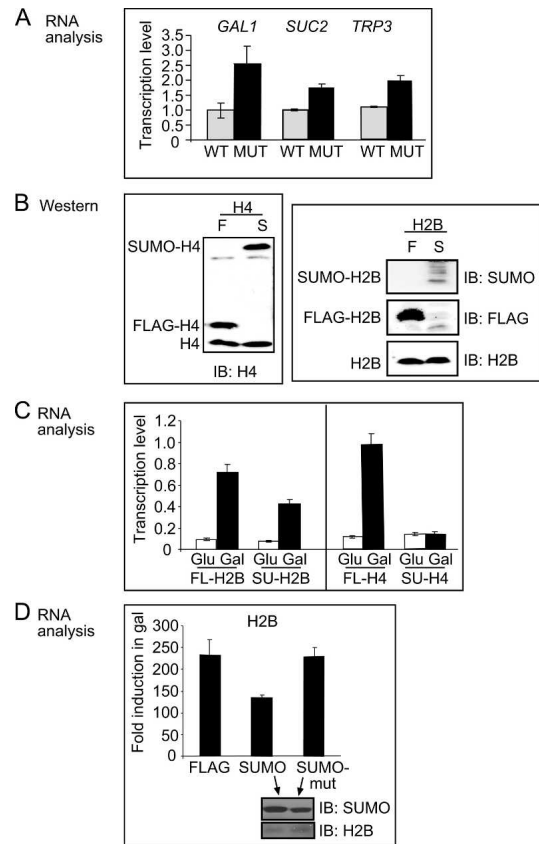 A RNA analysis
GAL1 SUC2 TRP3
Transcription level
3.5
3.0
2.5
2.0
1.5
1.0
0.5
0
WT MUT WT MUT WT MUT
B Western
H4
F S
SUMO-H4
FLAG-H4
H4
IB: H4
H2B
F S
SUMO-H2B IB: SUMO
FLAG-H2B IB: FLAG
H2B IB: H2B
C RNA analysis
Transcription level
1.2
1.0
0.8
0.6
0.4
0.2
0
Glu Gal Glu Gal Glu Gal Glu Gal
FL-H2B SU-H2B FL-H4 SU-H4
D RNA analysis
H2B
Fold induction in gal
300
250
200
150
100
50
0
FLAG SUMO SUMO-mut
IB: SUMO
IB: H2B